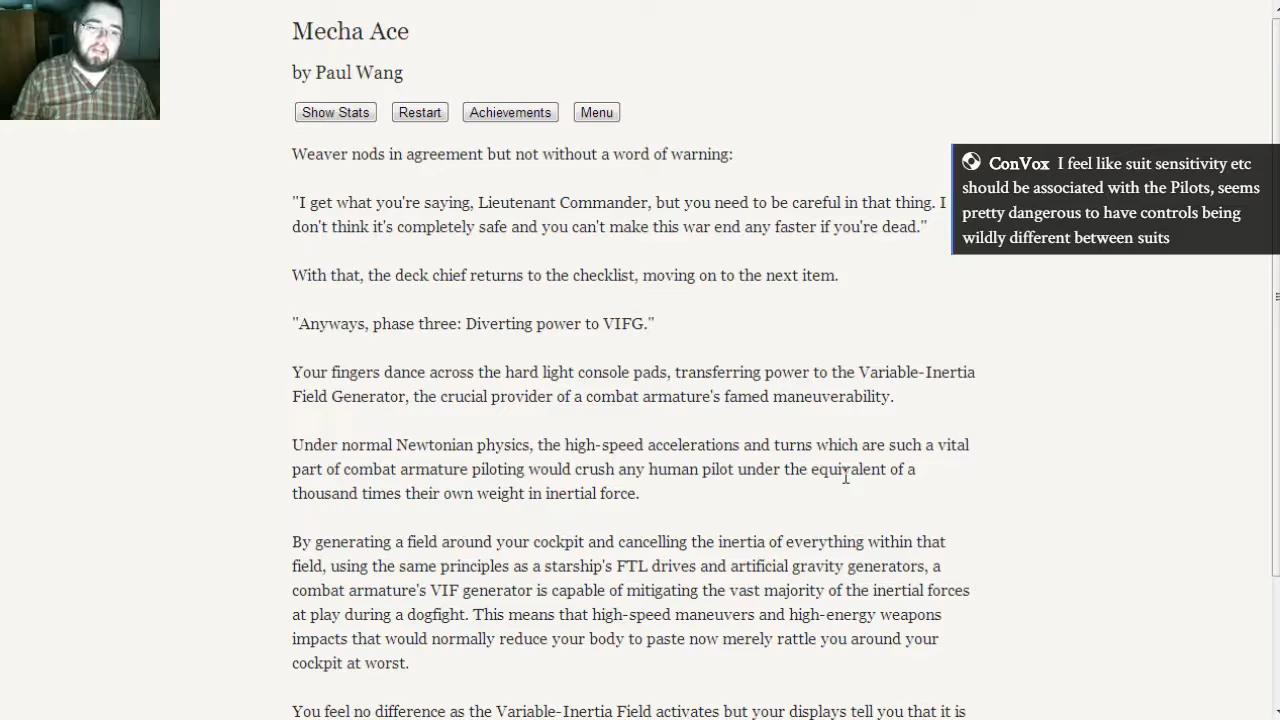 Mecha Ace
by Paul Wang
Show Stats Restart Achievements Menu
Weaver nods in agreement but not without a word of warning:
"I get what you're saying, Lieutenant Commander, but you need to be careful in that thing. I
don't think it's completely safe and you can't make this war end any faster if you're dead."
With that, the deck chief returns to the checklist, moving on to the next item.
"Anyways, phase three: Diverting power to VIFG."
Your fingers dance across the hard light console pads, transferring power to the Variable-Inertia
Field Generator, the crucial provider of a combat armature's famed maneuverability.
Under normal Newtonian physics, the high-speed accelerations and turns which are such a vital
part of combat armature piloting would crush any human pilot under the equivalent of a
thousand times their own weight in inertial force.
By generating a field around your cockpit and cancelling the inertia of everything within that
field, using the same principles as a starship's FTL drives and artificial gravity generators, a
combat armature's VIF generator is capable of mitigating the vast majority of the inertial forces
at play during a dogfight. This means that high-speed maneuvers and high-energy weapons
impacts that would normally reduce your body to paste now merely rattle you around your
cockpit at worst.
You feel no difference as the Variable-Inertia Field activates but your displays tell you that it is
ConVox I feel like suit sensitivity etc
should be associated with the Pilots, seems
pretty dangerous to have controls being
wildly different between suits